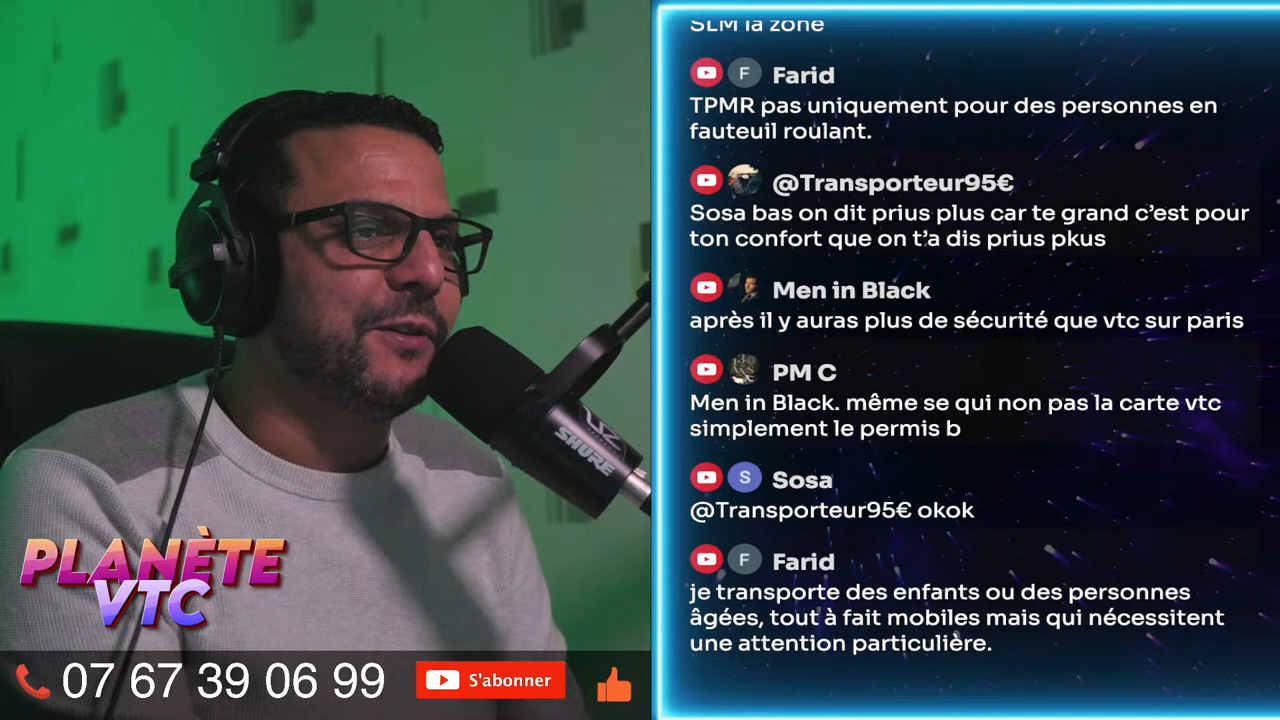 SLM la zone
F Farid
TPMR pas uniquement pour des personnes en
fauteuil roulant.
@Transporteur95€
Sosa bas on dit prius plus car te grand c'est pour
ton confort que on t'a dis prius pkus
Men in Black
après il y auras plus de sécurité que vtc sur paris
PM C
Men in Black. même se qui non pas la carte vtc
simplement le permis b
S Sosa
@Transporteur95€ okok
F Farid
je transporte des enfants ou des personnes
âgées, tout à fait mobiles mais qui nécessitent
une attention particulière.
SHURE
PLANÈTE
VTC
07 67 39 06 99
S'abonner